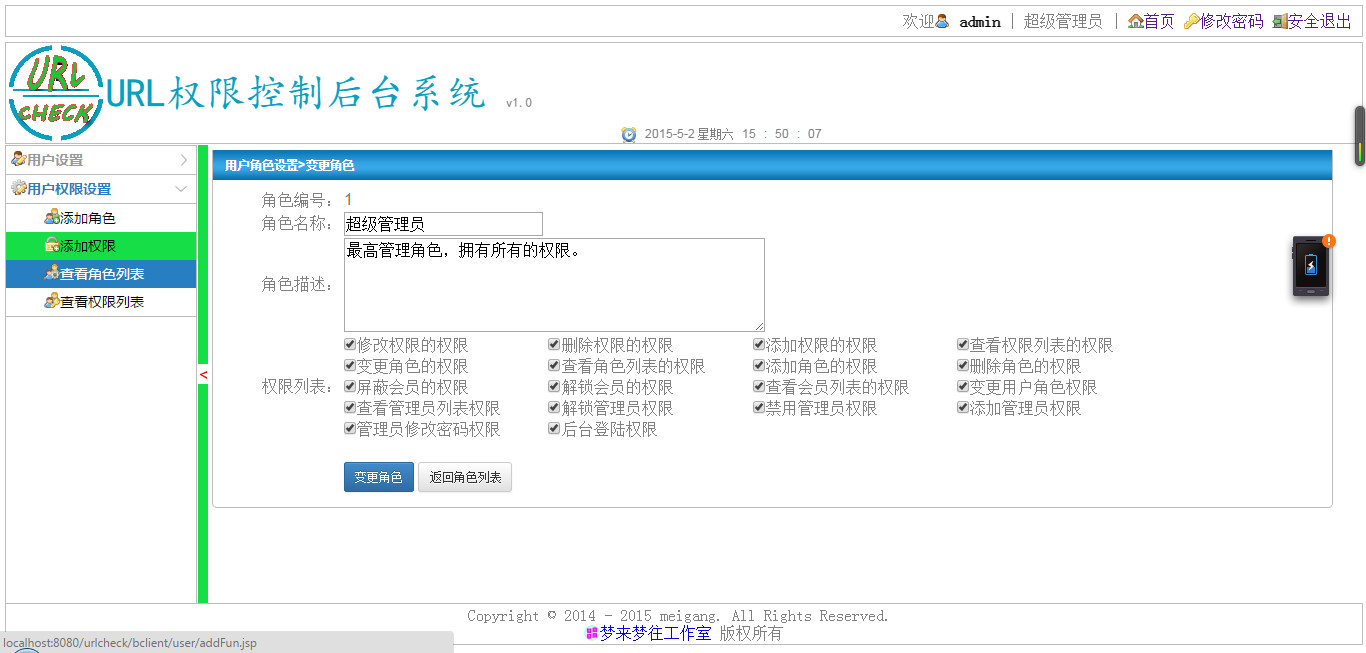 欢迎 admin | 超级管理员 | 首页 修改密码 安全退出
URL CHECK
URL权限控制后台系统 v1.0
2015-5-2 星期六 15 : 50 : 07
用户设置
用户权限设置
添加角色
添加权限
查看角色列表
查看权限列表
<
用户角色设置>变更角色
角色编号: 1
角色名称: 超级管理员
角色描述: 最高管理角色，拥有所有的权限。
权限列表:
修改权限的权限 删除权限的权限 添加权限的权限 查看权限列表的权限
变更角色的权限 查看角色列表的权限 添加角色的权限 删除角色的权限
屏蔽会员的权限 解锁会员的权限 查看会员列表的权限 变更用户角色权限
查看管理员列表权限 解锁管理员权限 禁用管理员权限 添加管理员权限
管理员修改密码权限 后台登陆权限
变更角色 返回角色列表
Copyright © 2014 - 2015 meigang. All Rights Reserved.
梦来梦往工作室 版权所有
localhost:8080/urlcheck/bclient/user/addFun.jsp